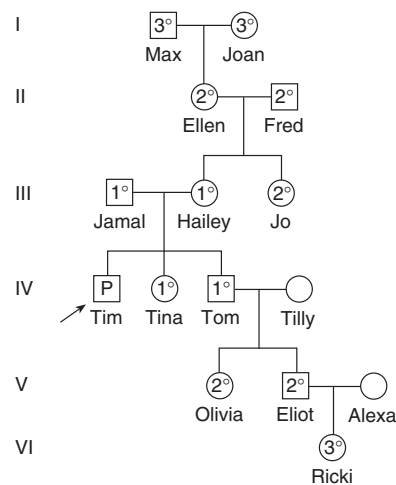 I
3° 3°
Max Joan
II
2° 2°
Ellen Fred
III
1° 1° 2°
Jamal Hailey Jo
IV
P 1° 1°
Tim Tina Tom Tilly
V
2° 2°
Olivia Eliot Alexa
VI
3°
Ricki